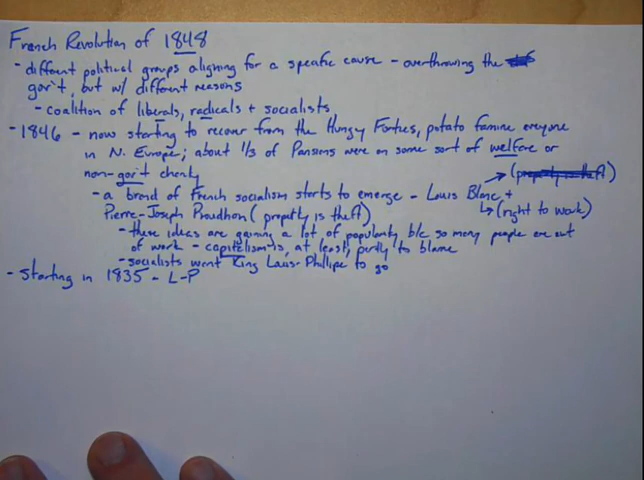 French Revolution of 1848
- different political groups aligning for a specific cause - overthrowing the
gov't, but w/ different reasons
- coalition of liberals, radicals + socialists
- 1846 - now starting to recover from the Hungry Forties, potato famine everyone
in N. Europe; about 1/3 of Parisians were on some sort of welfare or
non-gov't charity
(property is theft)
- a brand of French socialism starts to emerge - Louis Blanc +
(right to work)
Pierre-Joseph Proudhon (property is theft)
- these ideas are gaining a lot of popularity b/c so many people are out
of work - capitalism is, at least, partly to blame
- socialists want King Louis-Phillipe to go
- starting in 1835 - L-P